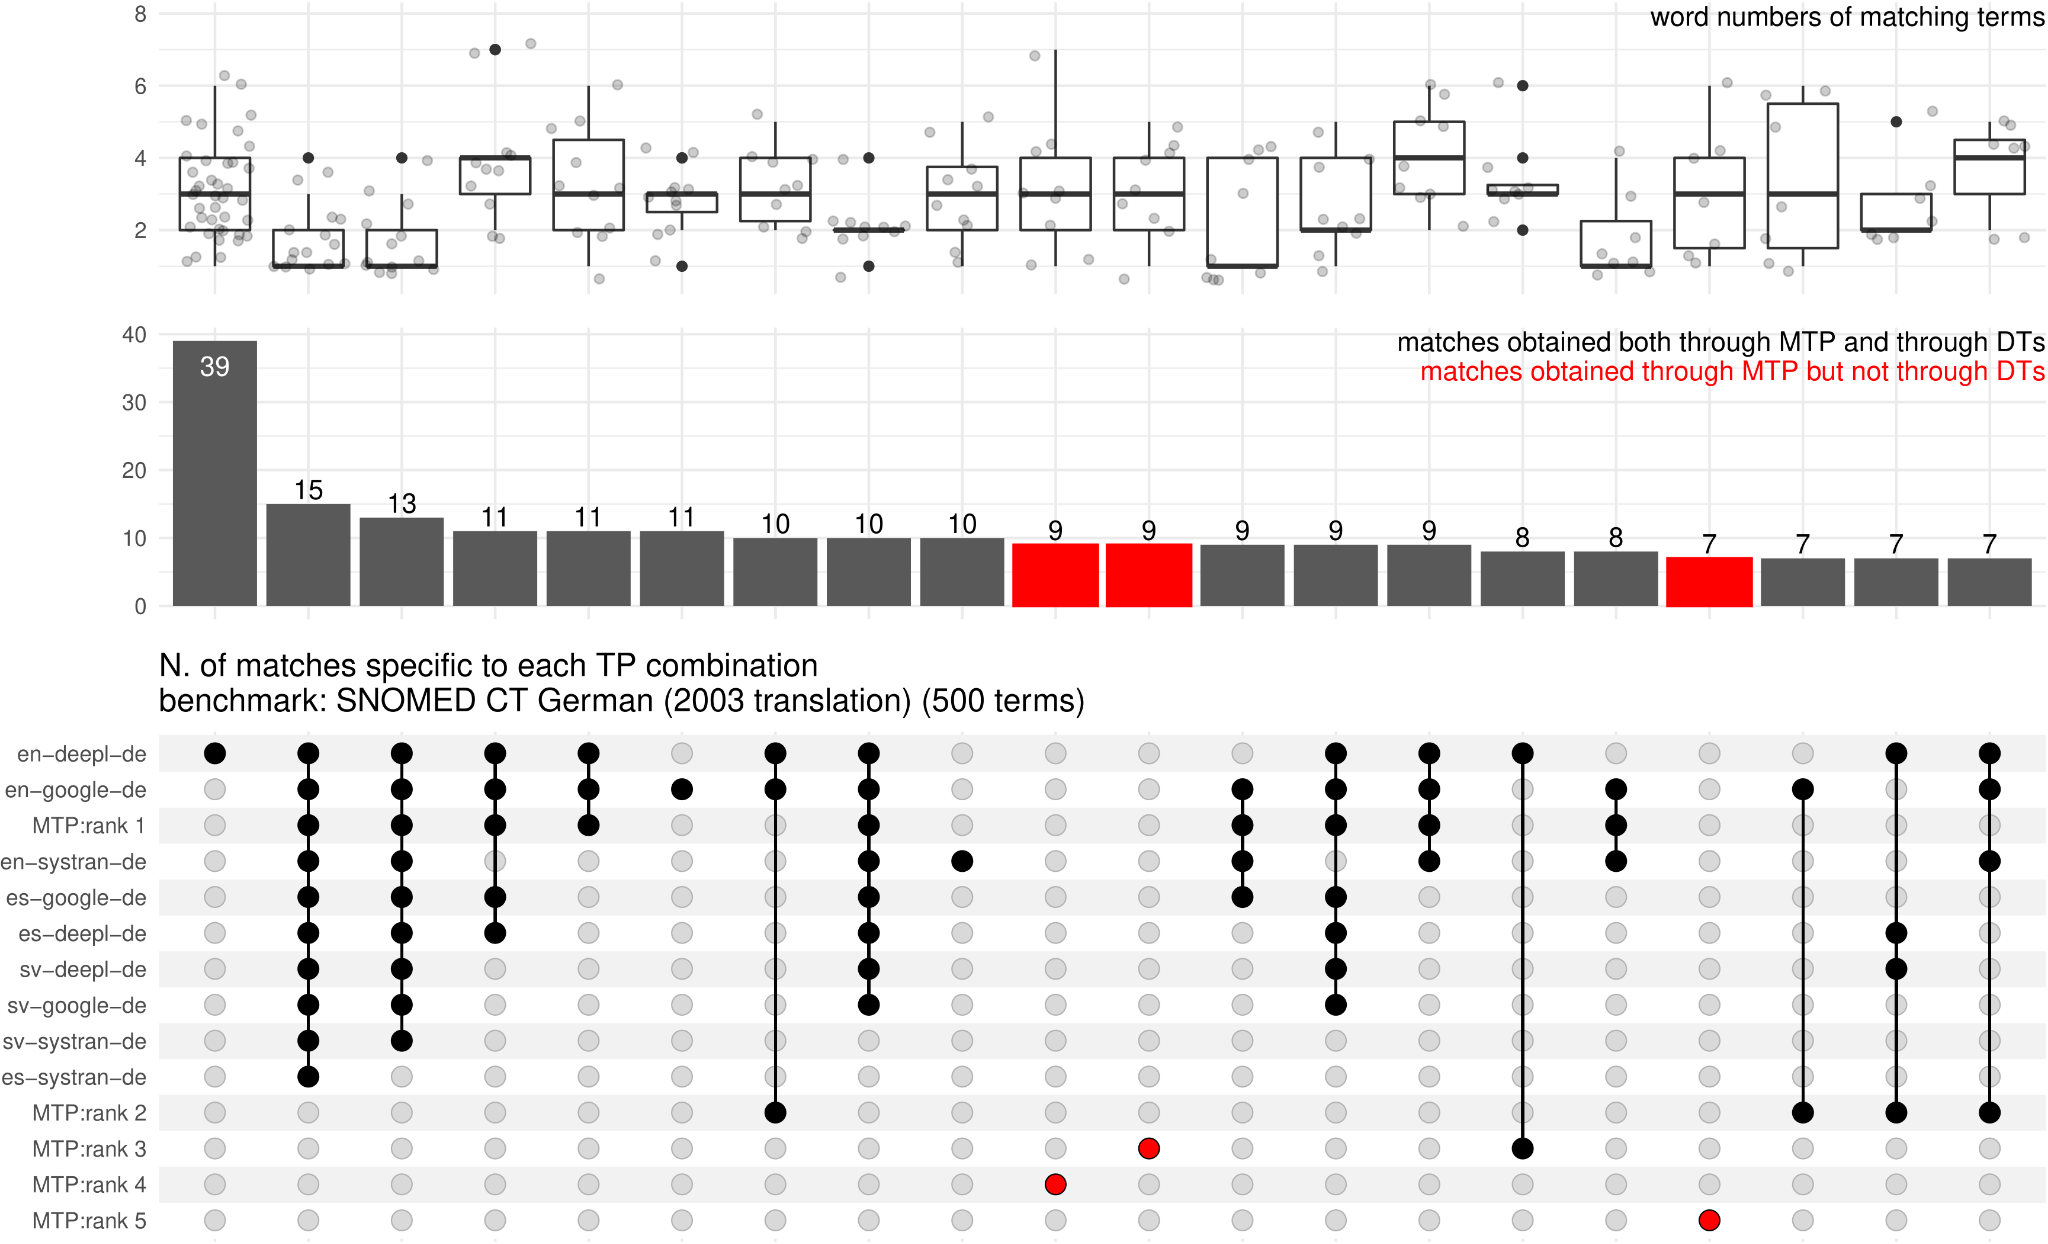 word numbers of matching terms
8
6
4
2
matches obtained both through MTP and through DTs
matches obtained through MTP but not through DTs
40
30
20
10
0
39
15
13
11
11
11
10
10
10
9
9
9
9
9
8
8
7
7
7
7
N. of matches specific to each TP combination
benchmark: SNOMED CT German (2003 translation) (500 terms)
en−deepl−de
en−google−de
MTP:rank 1
en−systran−de
es−google−de
es−deepl−de
sv−deepl−de
sv−google−de
sv−systran−de
es−systran−de
MTP:rank 2
MTP:rank 3
MTP:rank 4
MTP:rank 5